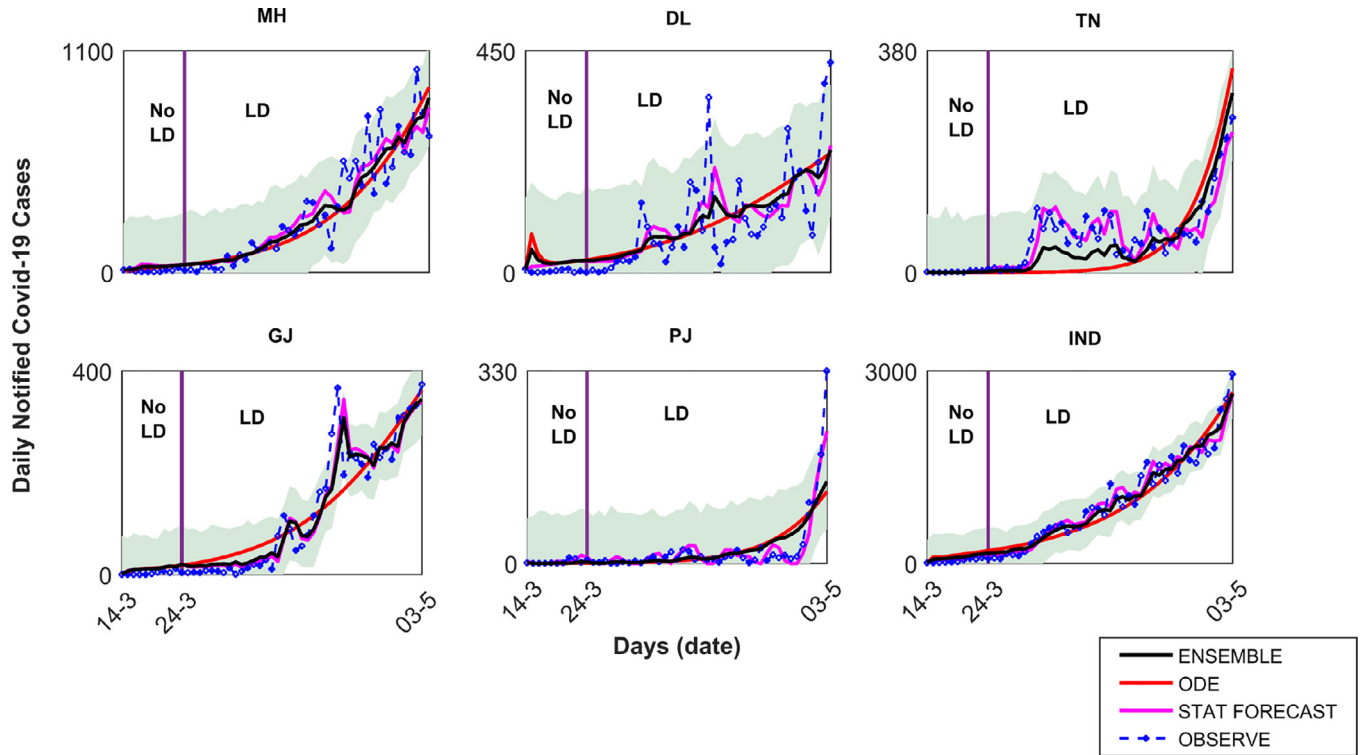 Daily Notified Covid-19 Cases
MH
1100
0
No
LD
LD
DL
450
0
No
LD
LD
TN
380
0
No
LD
LD
GJ
400
0
No
LD
LD
14-3
24-3
03-5
PJ
330
0
No
LD
LD
14-3
24-3
03-5
IND
3000
0
No
LD
LD
14-3
24-3
03-5
Days (date)
ENSEMBLE
ODE
STAT FORECAST
OBSERVE